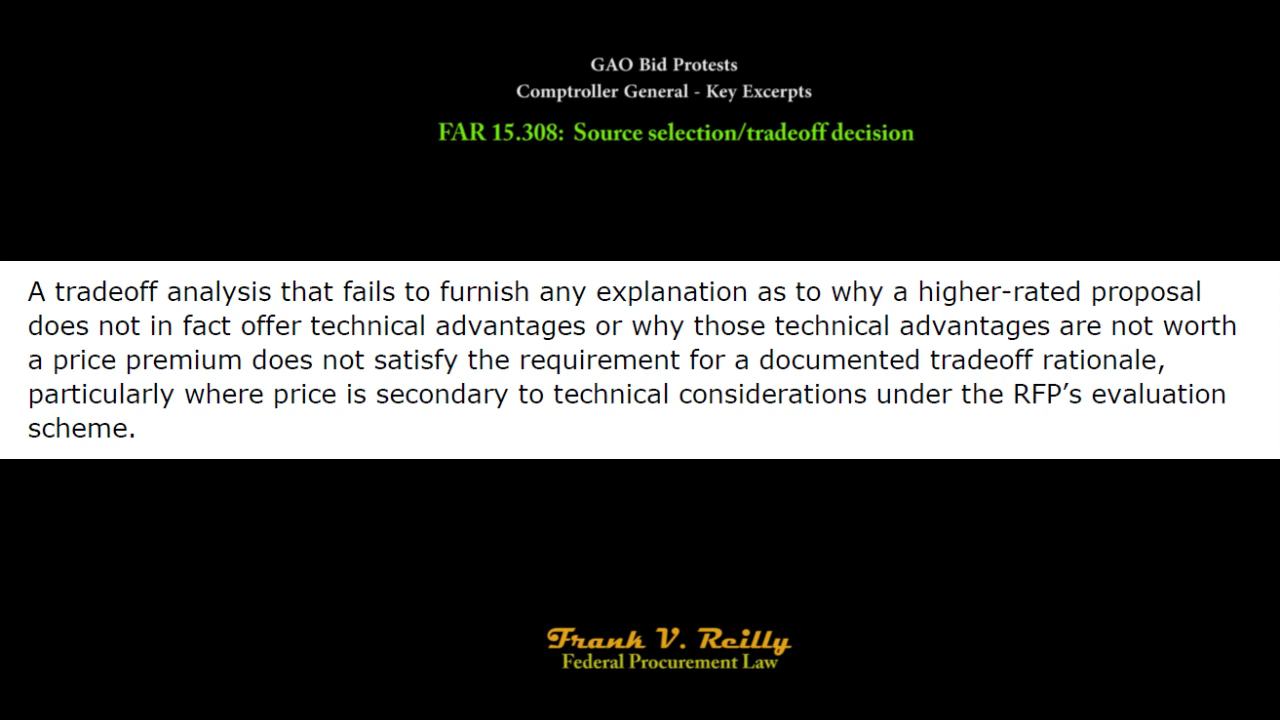 GAO Bid Protests
Comptroller General - Key Excerpts
FAR 15.308:  Source selection/tradeoff decision
A tradeoff analysis that fails to furnish any explanation as to why a higher-rated proposal
does not in fact offer technical advantages or why those technical advantages are not worth
a price premium does not satisfy the requirement for a documented tradeoff rationale,
particularly where price is secondary to technical considerations under the RFP’s evaluation
scheme.
Frank V. Reilly
Federal Procurement Law